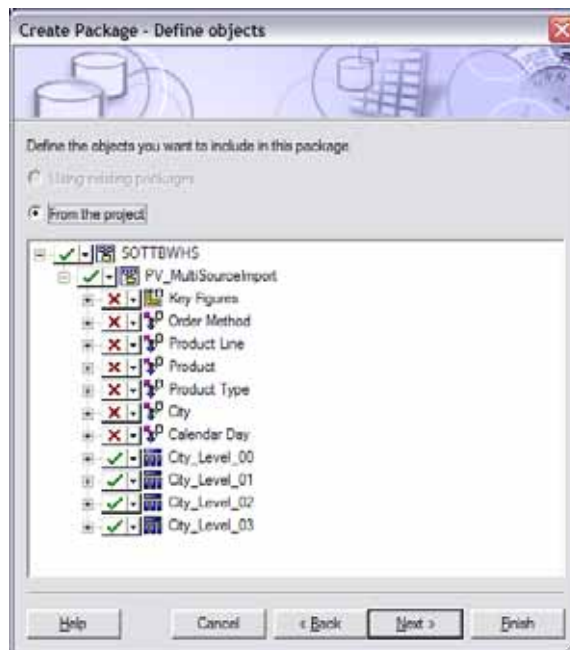 Create Package - Define objects
Define the objects you want to include in this package
Using existing packages
From the project
SOTTBWHS
PV_MultiSourceImport
Key Figures
Order Method
Product Line
Product
Product Type
City
Calendar Day
City_Level_00
City_Level_01
City_Level_02
City_Level_03
Help
Cancel
< Back
Next >
Finish